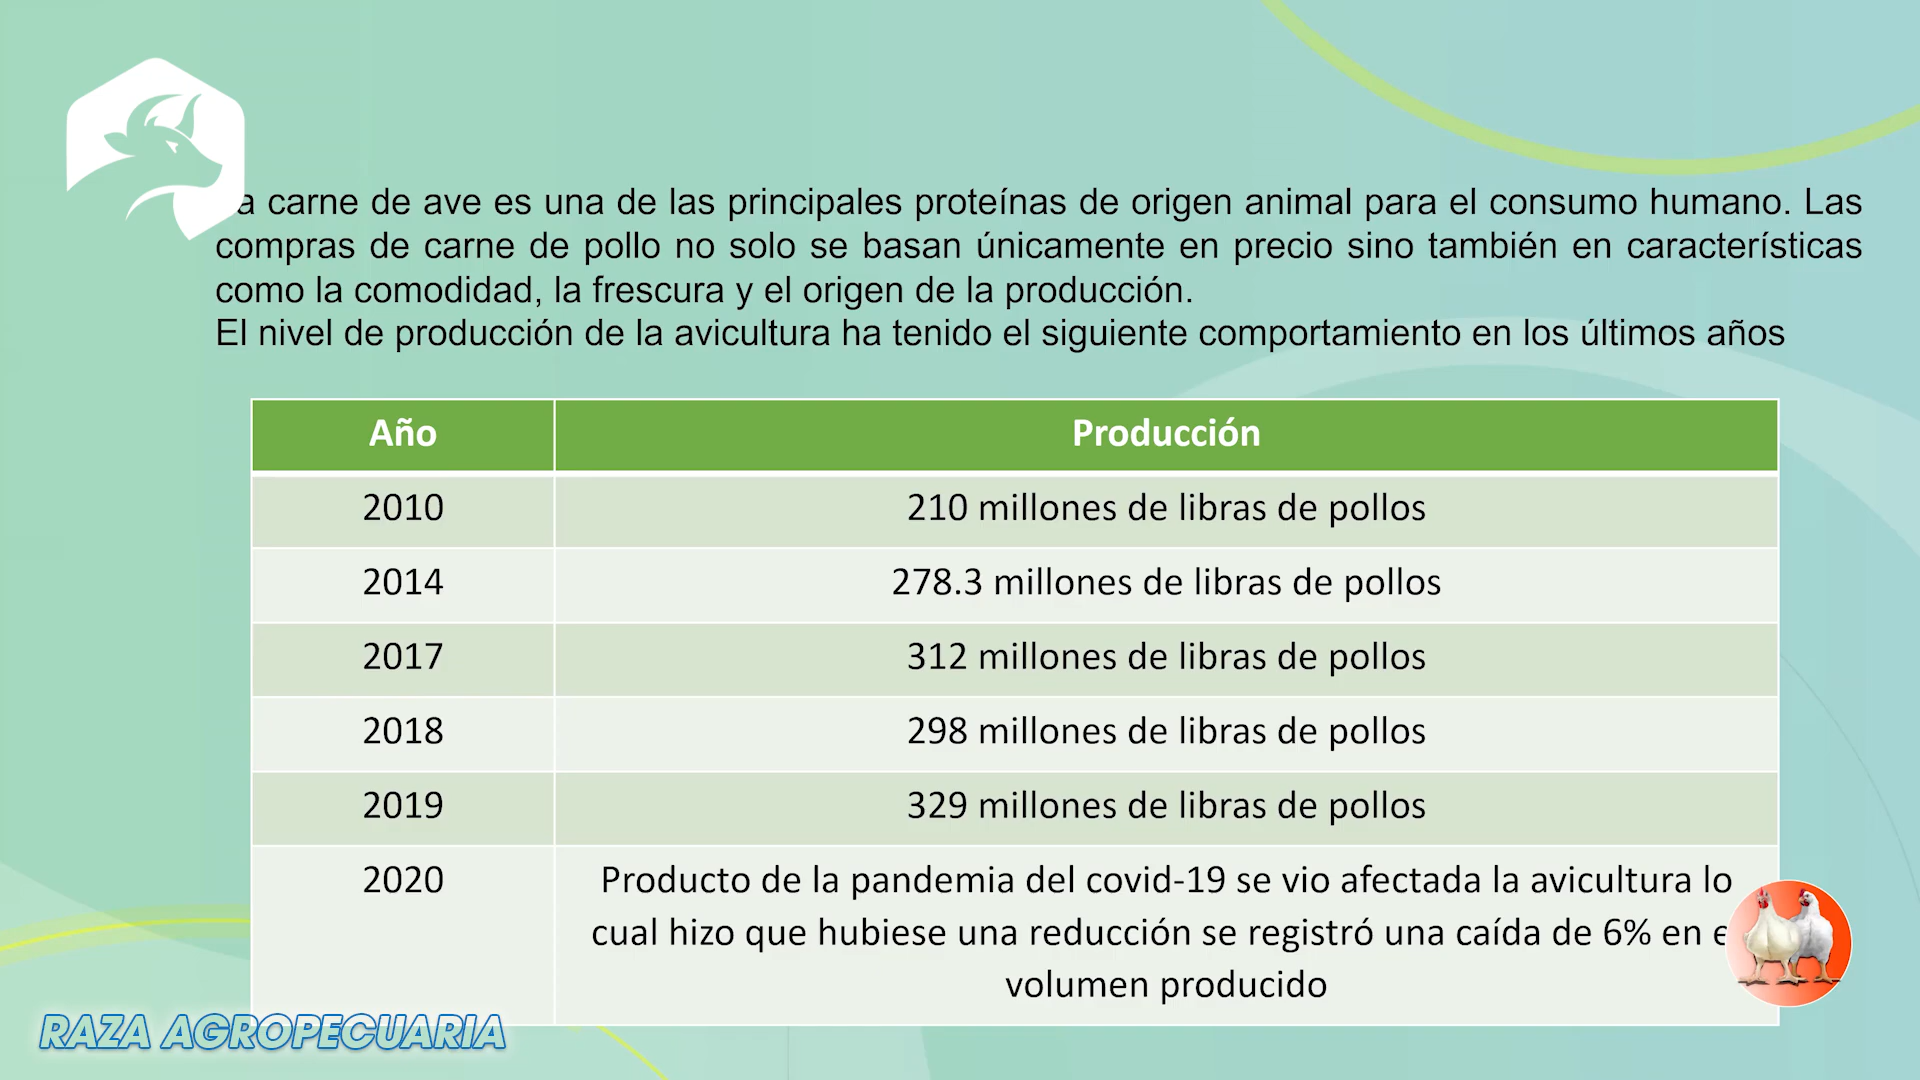 a carne de ave es una de las principales proteínas de origen animal para el consumo humano. Las
compras de carne de pollo no solo se basan únicamente en precio sino también en características
como la comodidad, la frescura y el origen de la producción.
El nivel de producción de la avicultura ha tenido el siguiente comportamiento en los últimos años
Año Producción
2010 210 millones de libras de pollos
2014 278.3 millones de libras de pollos
2017 312 millones de libras de pollos
2018 298 millones de libras de pollos
2019 329 millones de libras de pollos
2020 Producto de la pandemia del covid-19 se vio afectada la avicultura lo
cual hizo que hubiese una reducción se registró una caída de 6% en e
volumen producido
RAZA AGROPECUARIA